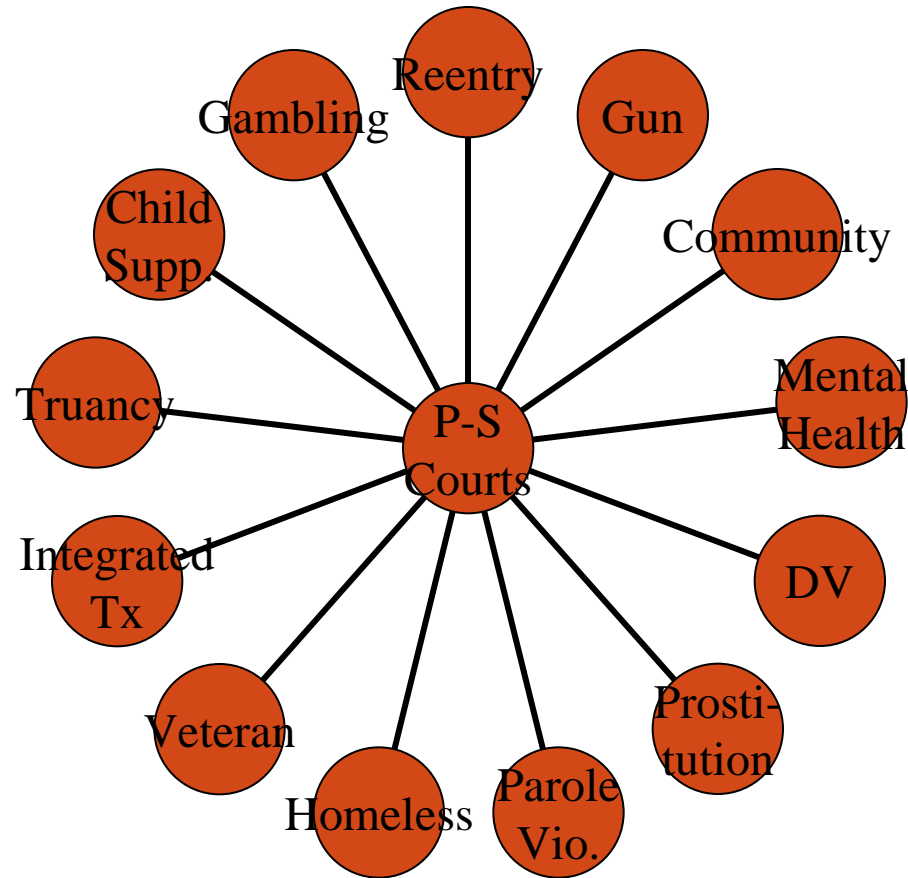 Reentry
Gun
Community
Mental
Health
DV
Prosti-
tution
Parole
Vio.
Homeless
Veteran
Integrated
Tx
Truancy
Child
Supp.
Gambling
P-S
Courts